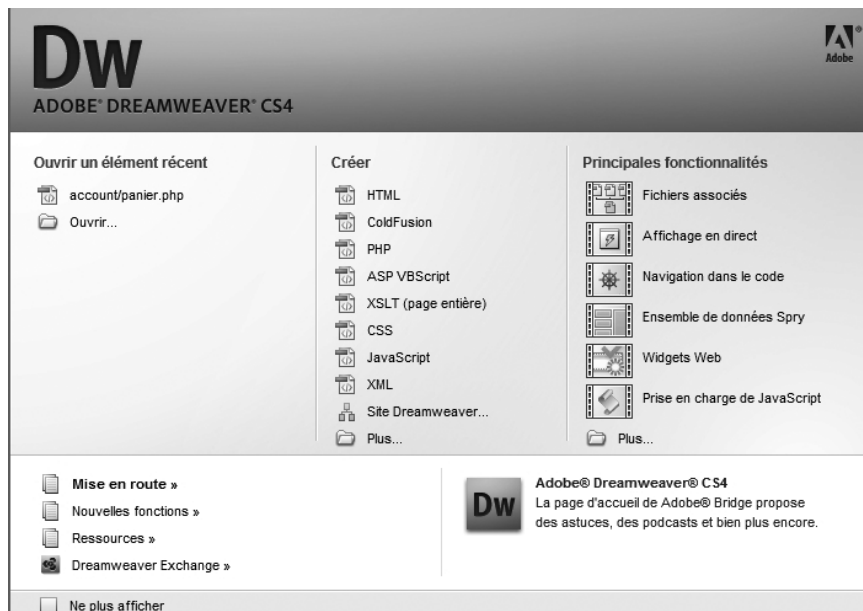 Dw
ADOBE® DREAMWEAVER® CS4
Adobe®
Ouvrir un élément récent
account/panier.php
Ouvrir...
Créer
HTML
ColdFusion
PHP
ASP VBScript
XSLT (page entière)
CSS
JavaScript
XML
Site Dreamweaver...
Plus...
Principales fonctionnalités
Fichiers associés
Affichage en direct
Navigation dans le code
Ensemble de données Spry
Widgets Web
Prise en charge de JavaScript
Plus...
Mise en route »
Nouvelles fonctions »
Ressources »
Dreamweaver Exchange »
Dw
Adobe® Dreamweaver® CS4
La page d'accueil de Adobe® Bridge propose
des astuces, des podcasts et bien plus encore.
Ne plus afficher